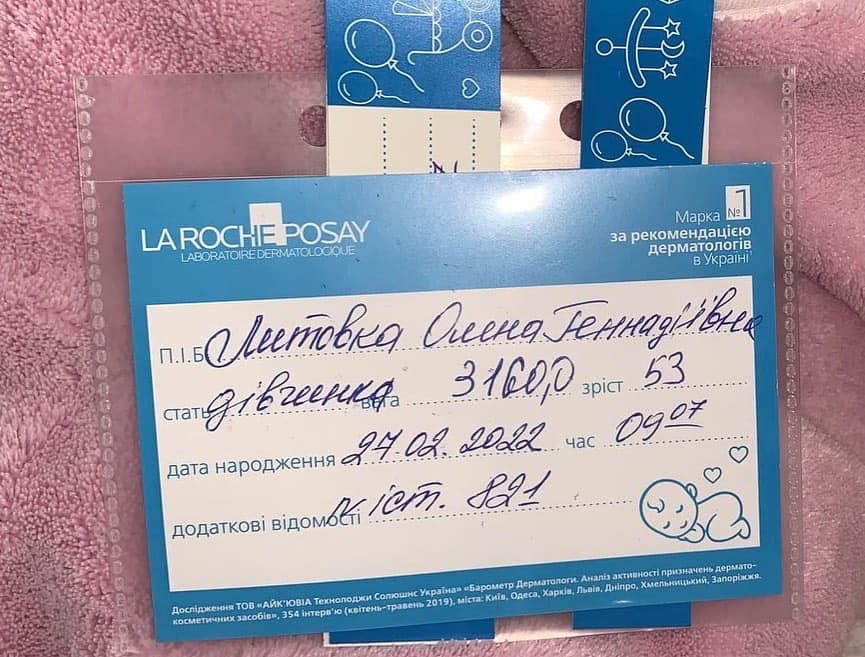 LA ROCHE POSAY
LABORATOIRE DERMATOLOGIQUE
Марка №1
за рекомендацією
дерматологів
в Україні
П.І.Б. Литовка Олена Геннадіївна
стать дівчинка вага 3160,0 зріст 53
дата народження 27.02.2022 час 09 07
додаткові відомості № іст. 821
Дослідження ТОВ «АЙК'ЮВІА Текнолоджи Солюшнс Україна» «Барометр Дерматологи. Аналіз активності призначень дермато-
косметичних засобів», 354 інтерв'ю (квітень–травень 2019), міста: Київ, Одеса, Харків, Львів, Дніпро, Хмельницький, Запоріжжя.